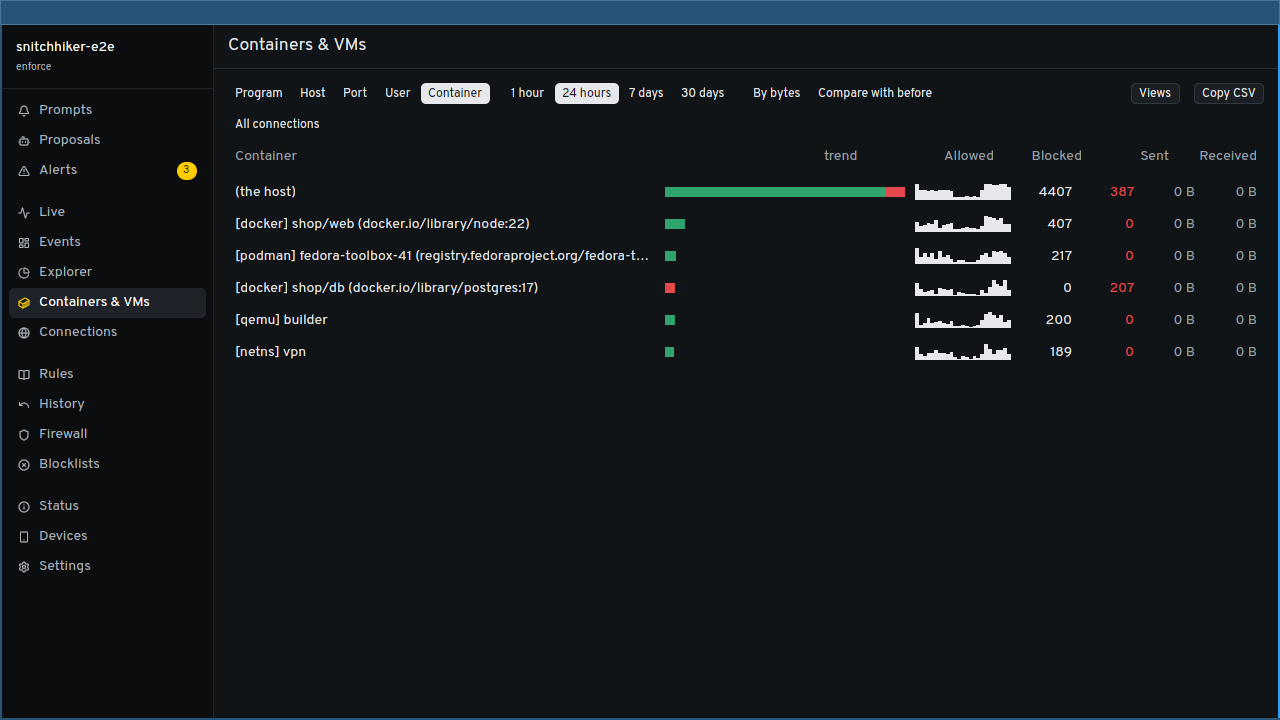 snitchhiker-e2e
enforce
Prompts
Proposals
Alerts 3
Live
Events
Explorer
Containers & VMs
Connections
Rules
History
Firewall
Blocklists
Status
Devices
Settings
Containers & VMs
Program Host Port User Container 1 hour 24 hours 7 days 30 days By bytes Compare with before Views Copy CSV
All connections
Container trend Allowed Blocked Sent Received
(the host) 4407 387 0 B 0 B
[docker] shop/web (docker.io/library/node:22) 407 0 0 B 0 B
[podman] fedora-toolbox-41 (registry.fedoraproject.org/fedora-t... 217 0 0 B 0 B
[docker] shop/db (docker.io/library/postgres:17) 0 207 0 B 0 B
[qemu] builder 200 0 0 B 0 B
[netns] vpn 189 0 0 B 0 B